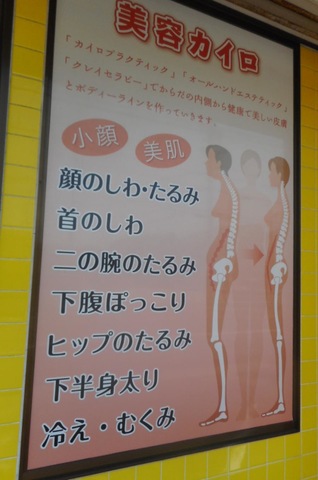 美容カイロ
「カイロプラクティック」「オールハンドエステティック」
「クレイセラピー」でからだの内側から健康で美しい皮膚
とボディーラインを作っていきます。
小顔
美肌
顔のしわ・たるみ
首のしわ
二の腕のたるみ
下腹ぽっこり
ヒップのたるみ
下半身太り
冷え・むくみ